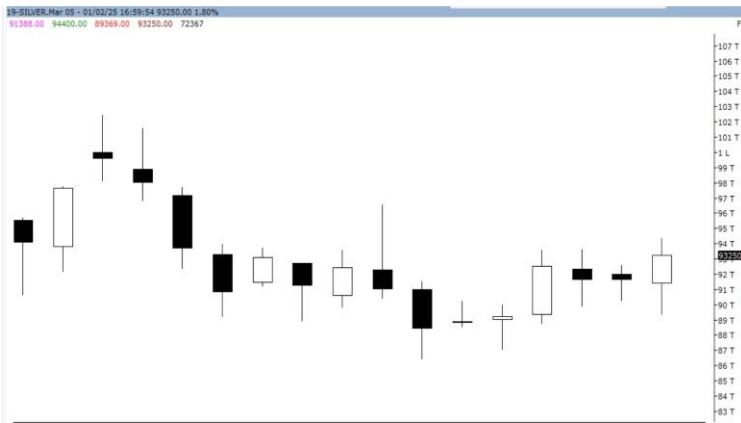 19-SILVER.Mar 05 - 01/02/25 16:59:54 93250.00 1.80%
91388.00 94400.00 89369.00 93250.00 72367
F
107 T
106 T
105 T
104 T
103 T
102 T
101 T
1 L
99 T
98 T
97 T
96 T
95 T
94 T
93250
92 T
91 T
90 T
89 T
88 T
87 T
86 T
85 T
84 T
83 T